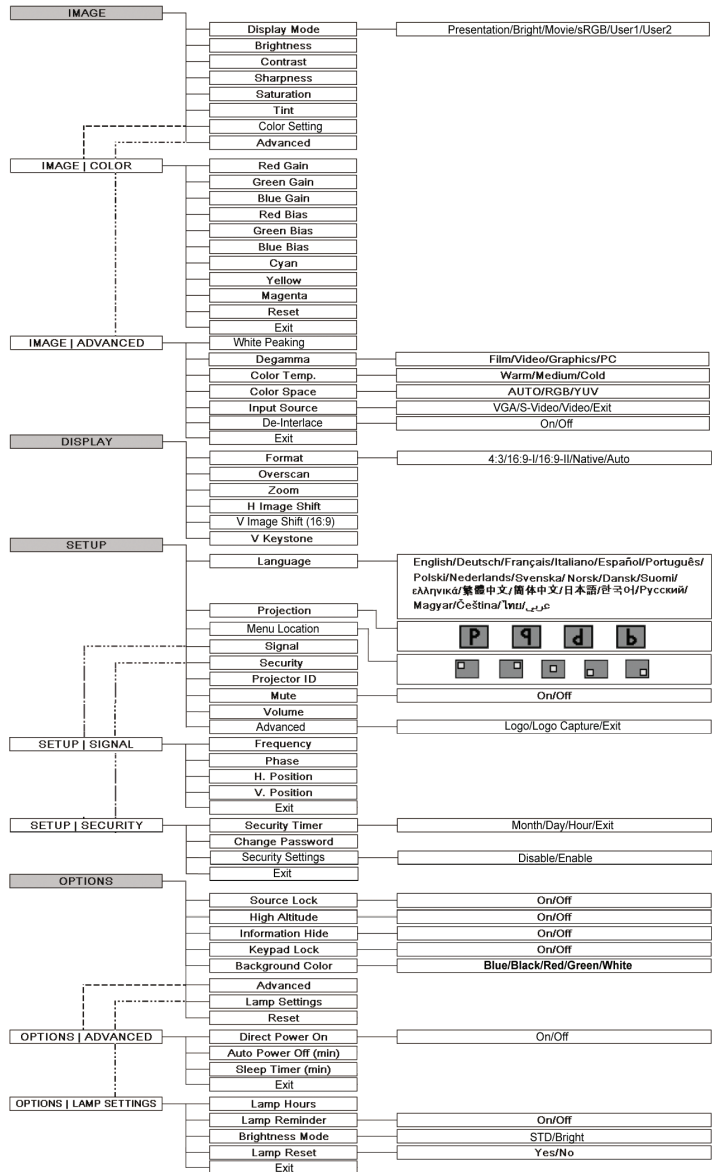 IMAGE
Display Mode Presentation/Bright/Movie/sRGB/User1/User2
Brightness
Contrast
Sharpness
Saturation
Tint
Color Setting
Advanced
IMAGE | COLOR Red Gain
Green Gain
Blue Gain
Red Bias
Green Bias
Blue Bias
Cyan
Yellow
Magenta
Reset
Exit
IMAGE | ADVANCED White Peaking
Degamma Film/Video/Graphics/PC
Color Temp. Warm/Medium/Cold
Color Space AUTO/RGB/YUV
Input Source VGA/S-Video/Video/Exit
De-Interlace On/Off
Exit
DISPLAY
Format 4:3/16:9-I/16:9-II/Native/Auto
Overscan
Zoom
H Image Shift
V Image Shift (16:9)
V Keystone
SETUP
Language English/Deutsch/Français/Italiano/Español/Português/
Polski/Nederlands/Svenska/ Norsk/Dansk/Suomi/
ελληνικά/繁體中文/简体中文/日本語/한국어/Русский/
Magyar/Čeština/ไทย/عربي
Projection
Menu Location
Signal
Security
Projector ID
Mute On/Off
Volume
Advanced Logo/Logo Capture/Exit
SETUP | SIGNAL Frequency
Phase
H. Position
V. Position
Exit
SETUP | SECURITY Security Timer Month/Day/Hour/Exit
Change Password
Security Settings Disable/Enable
Exit
OPTIONS
Source Lock On/Off
High Altitude On/Off
Information Hide On/Off
Keypad Lock On/Off
Background Color Blue/Black/Red/Green/White
Advanced
Lamp Settings
Reset
OPTIONS | ADVANCED Direct Power On On/Off
Auto Power Off (min)
Sleep Timer (min)
Exit
OPTIONS | LAMP SETTINGS Lamp Hours
Lamp Reminder On/Off
Brightness Mode STD/Bright
Lamp Reset Yes/No
Exit